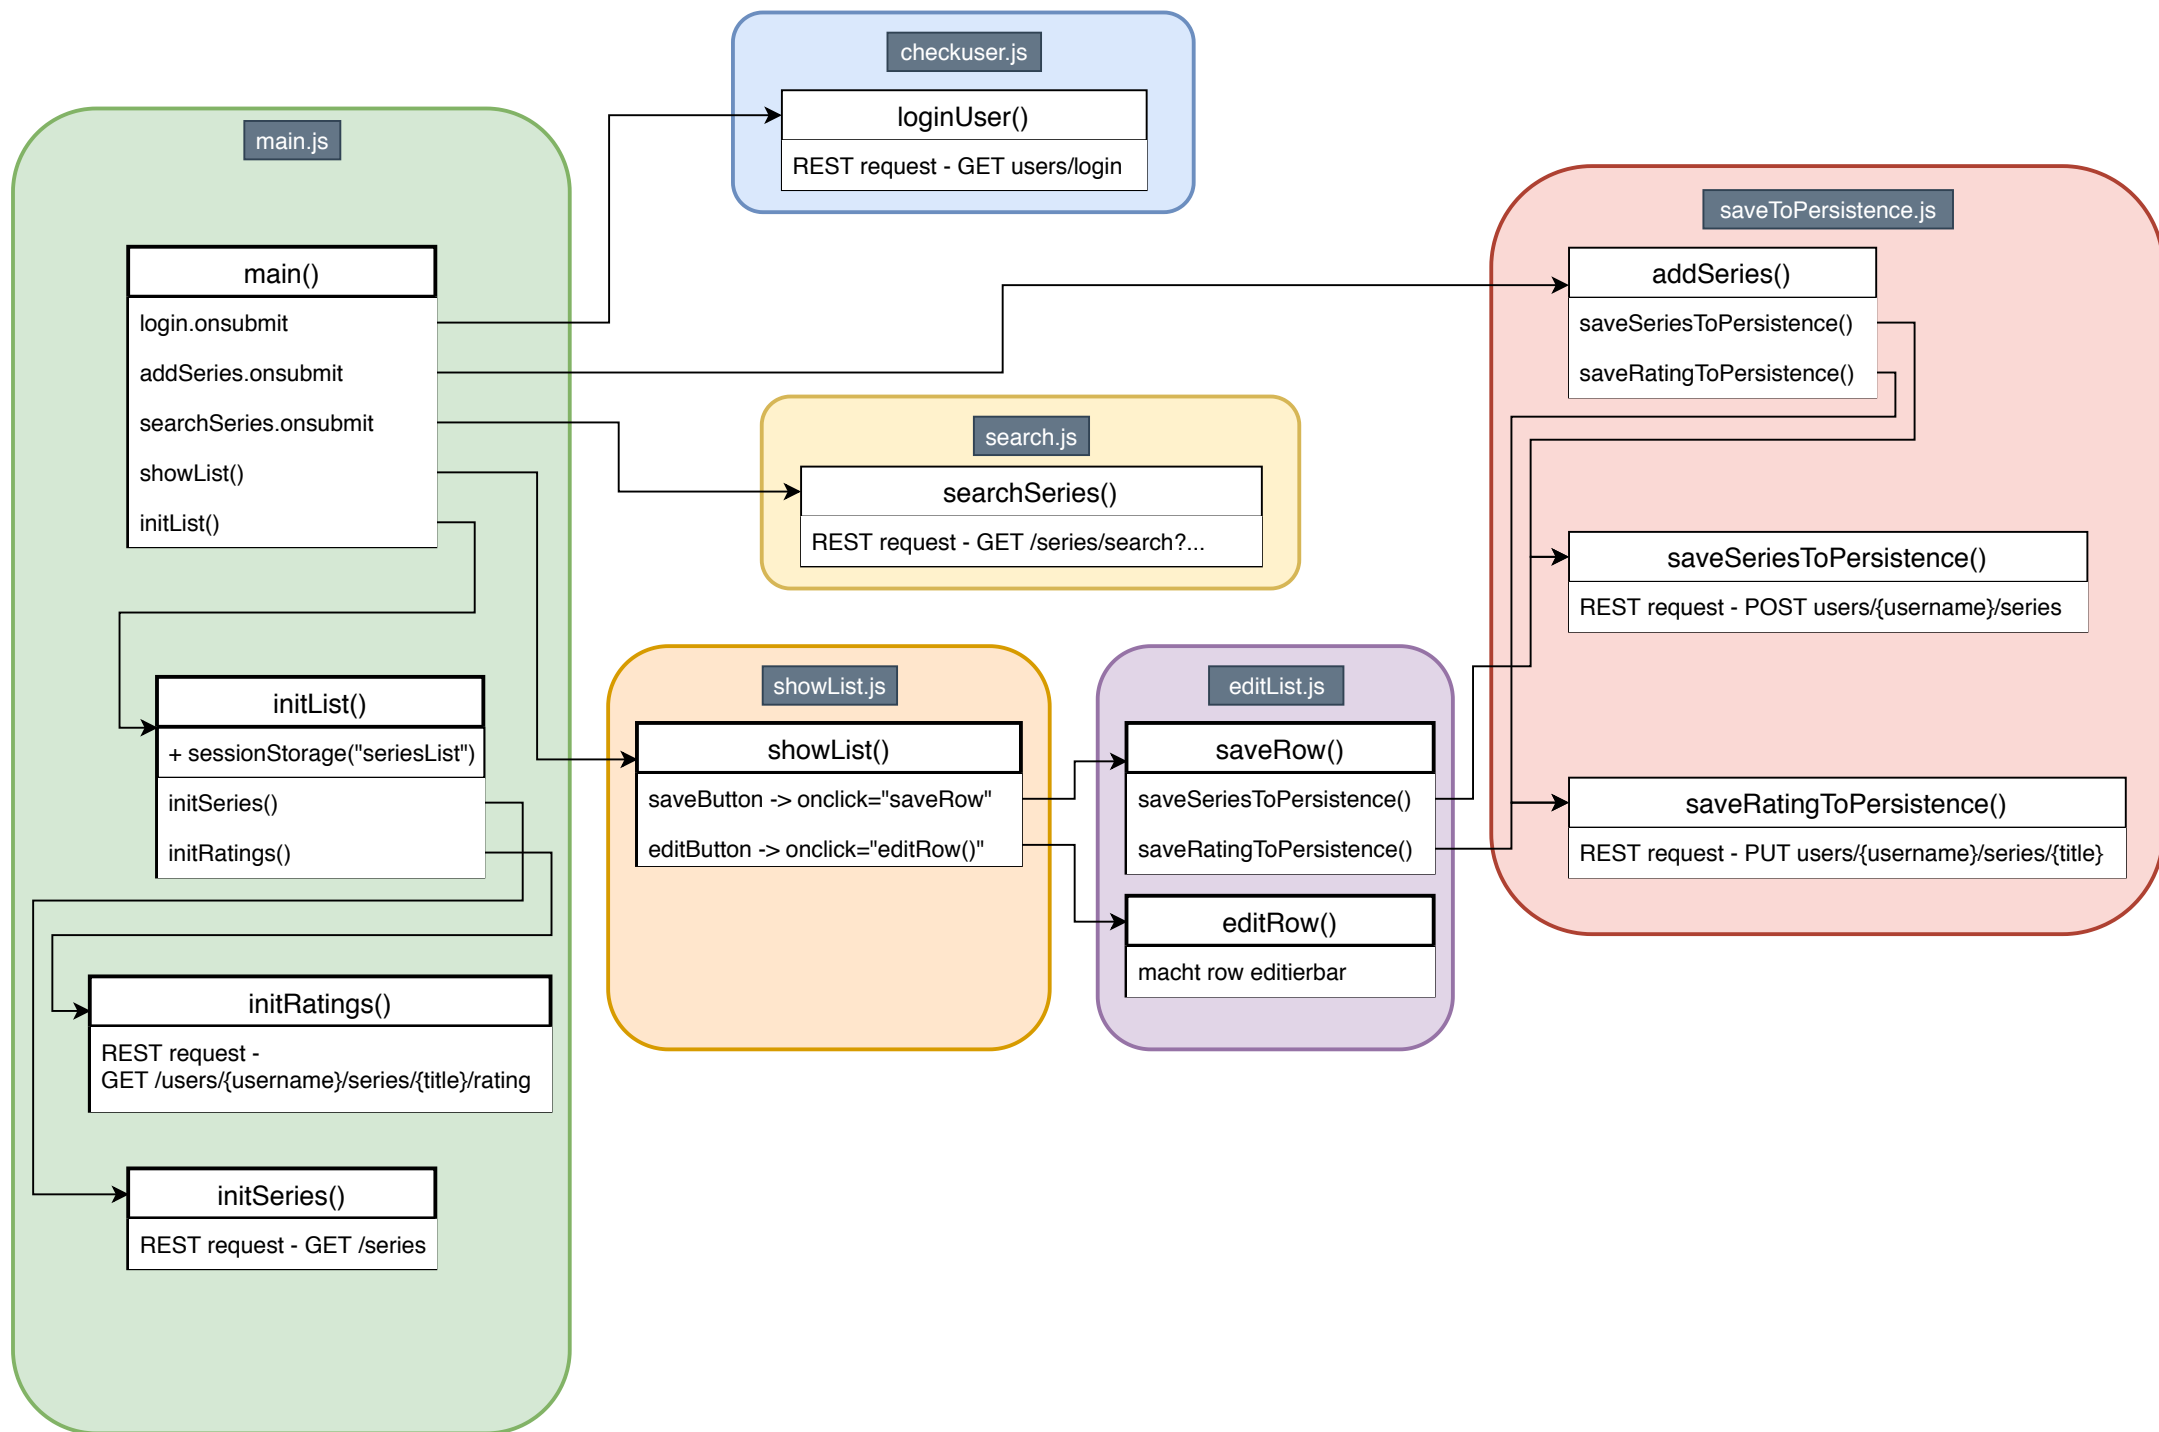 main.js
main()
login.onsubmit
addSeries.onsubmit
searchSeries.onsubmit
showList()
initList()
initList()
+ sessionStorage("seriesList")
initSeries()
initRatings()
initRatings()
REST request -
GET /users/{username}/series/{title}/rating
initSeries()
REST request - GET /series
checkuser.js
loginUser()
REST request - GET users/login
search.js
searchSeries()
REST request - GET /series/search?...
showList.js
showList()
saveButton -> onclick="saveRow"
editButton -> onclick="editRow()"
editList.js
saveRow()
saveSeriesToPersistence()
saveRatingToPersistence()
editRow()
macht row editierbar
saveToPersistence.js
addSeries()
saveSeriesToPersistence()
saveRatingToPersistence()
saveSeriesToPersistence()
REST request - POST users/{username}/series
saveRatingToPersistence()
REST request - PUT users/{username}/series/{title}